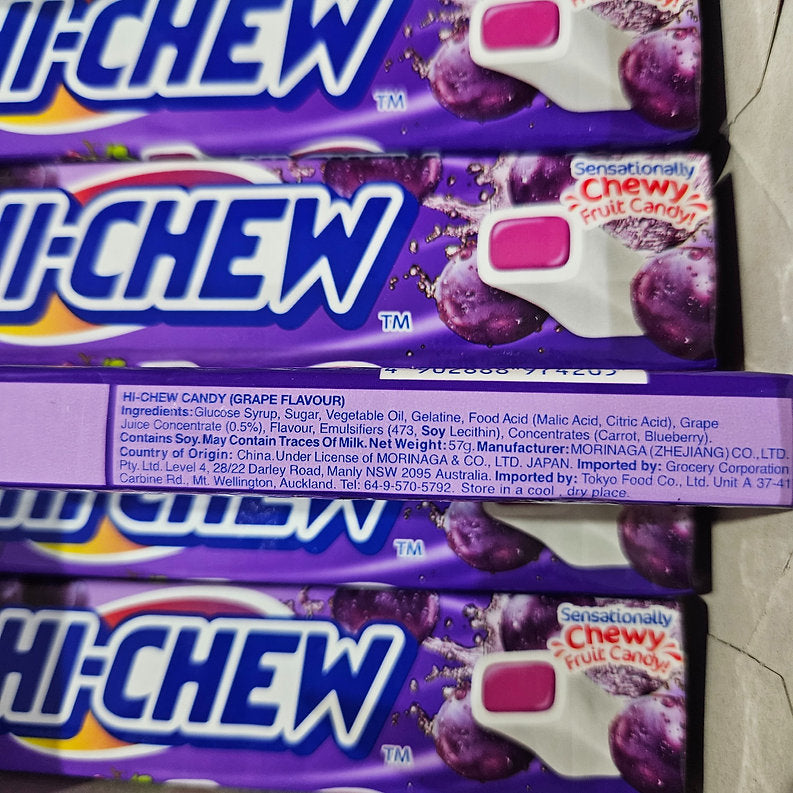 HI-CHEW
TM
HI-CHEW
TM
Sensationally
Chewy
Fruit Candy!
4 902888 974205
HI-CHEW CANDY (GRAPE FLAVOUR)
Ingredients: Glucose Syrup, Sugar, Vegetable Oil, Gelatine, Food Acid (Malic Acid, Citric Acid), Grape
Juice Concentrate (0.5%), Flavour, Emulsifiers (473, Soy Lecithin), Concentrates (Carrot, Blueberry).
Contains Soy. May Contain Traces Of Milk. Net Weight: 57g. Manufacturer: MORINAGA (ZHEJIANG) CO., LTD.
Country of Origin: China. Under License of MORINAGA & CO., LTD. JAPAN. Imported by: Grocery Corporation
Pty. Ltd. Level 4, 28/22 Darley Road, Manly NSW 2095 Australia. Imported by: Tokyo Food Co., Ltd. Unit A 37-41
Carbine Rd., Mt. Wellington, Auckland. Tel: 64-9-570-5792. Store in a cool , dry place.
HI-CHEW
TM
HI-CHEW
TM
Sensationally
Chewy
Fruit Candy!